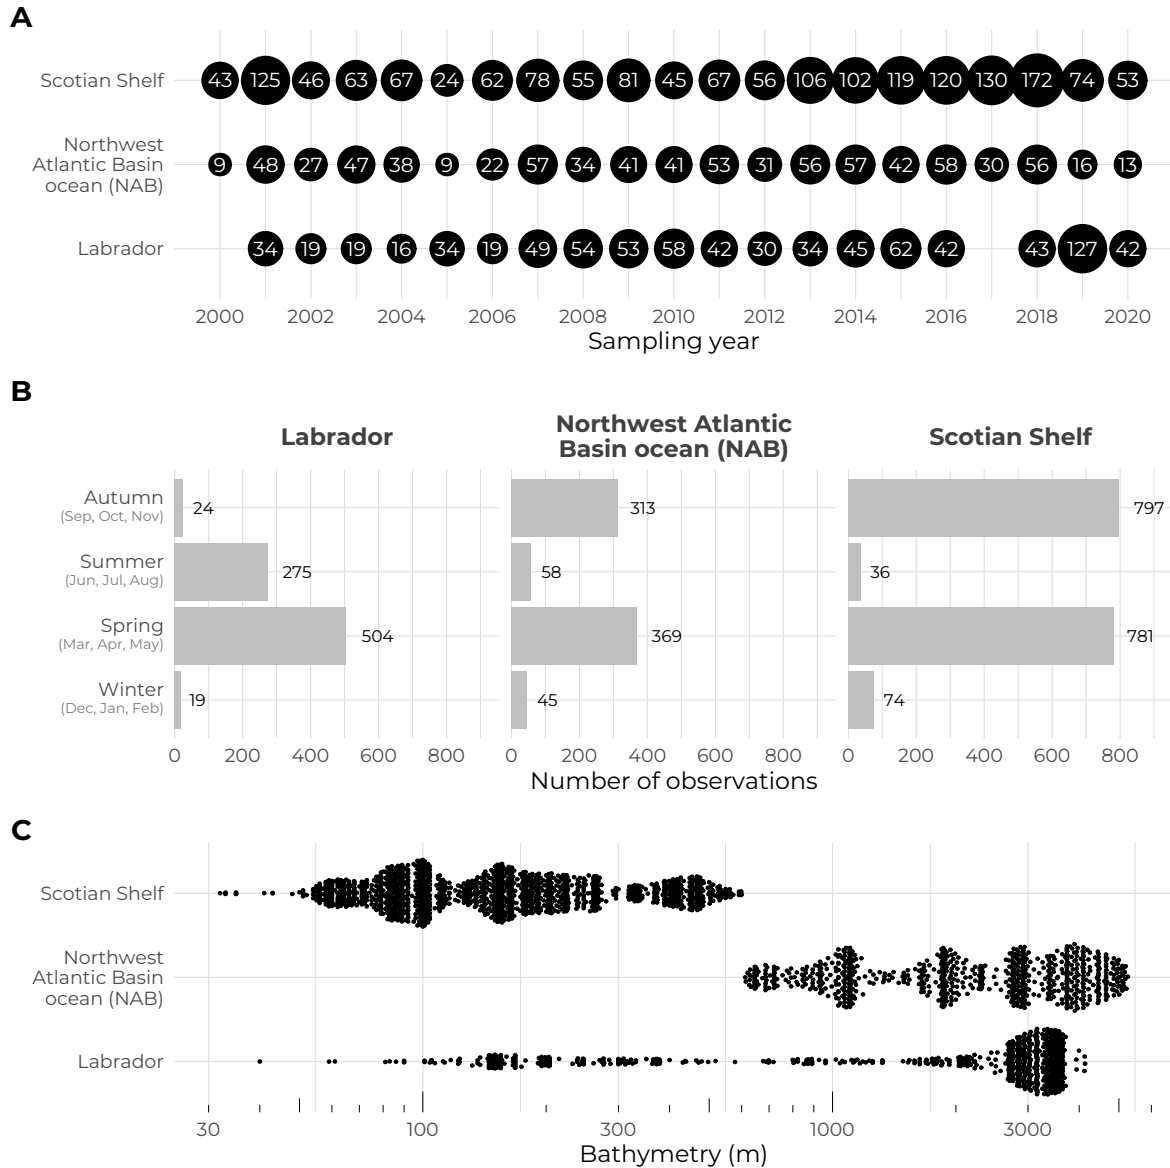 A
Scotian Shelf
43 125 46 63 67 24 62 78 55 81 45 67 56 106 102 119 120 130 172 74 53
Northwest
Atlantic Basin
ocean (NAB)
9 48 27 47 38 9 22 57 34 41 41 53 31 56 57 42 58 30 56 16 13
Labrador
34 19 19 16 34 19 49 54 53 58 42 30 34 45 62 42 43 127 42
2000 2002 2004 2006 2008 2010 2012 2014 2016 2018 2020
Sampling year
B
Labrador
Northwest Atlantic
Basin ocean (NAB)
Scotian Shelf
Autumn
(Sep, Oct, Nov)
24 313 797
Summer
(Jun, Jul, Aug)
275 58 36
Spring
(Mar, Apr, May)
504 369 781
Winter
(Dec, Jan, Feb)
19 45 74
0 200 400 600 800 0 200 400 600 800 0 200 400 600 800
Number of observations
C
Scotian Shelf
Northwest
Atlantic Basin
ocean (NAB)
Labrador
30 100 300 1000 3000
Bathymetry (m)